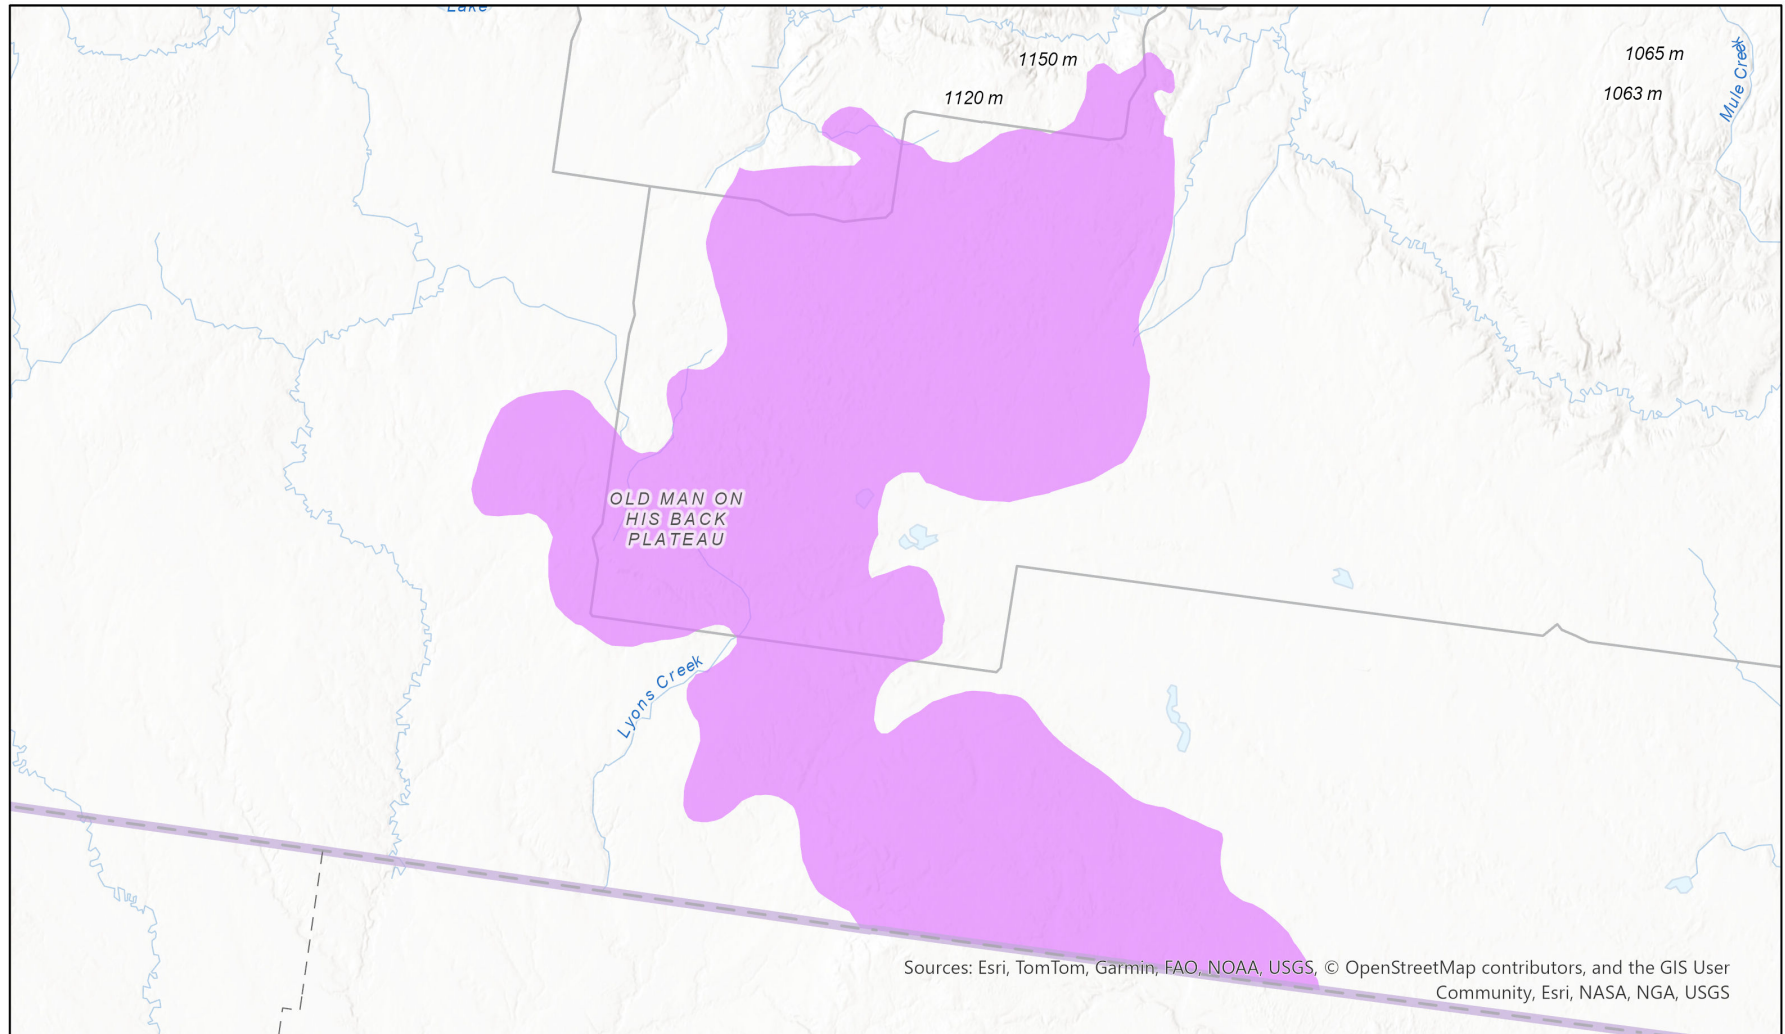 Lake
1150 m
1065 m
Mule Creek
1120 m
1063 m
OLD MAN ON
HIS BACK
PLATEAU
Lyons Creek
Sources: Esri, TomTom, Garmin, FAO, NOAA, USGS, © OpenStreetMap contributors, and the GIS User
Community, Esri, NASA, NGA, USGS